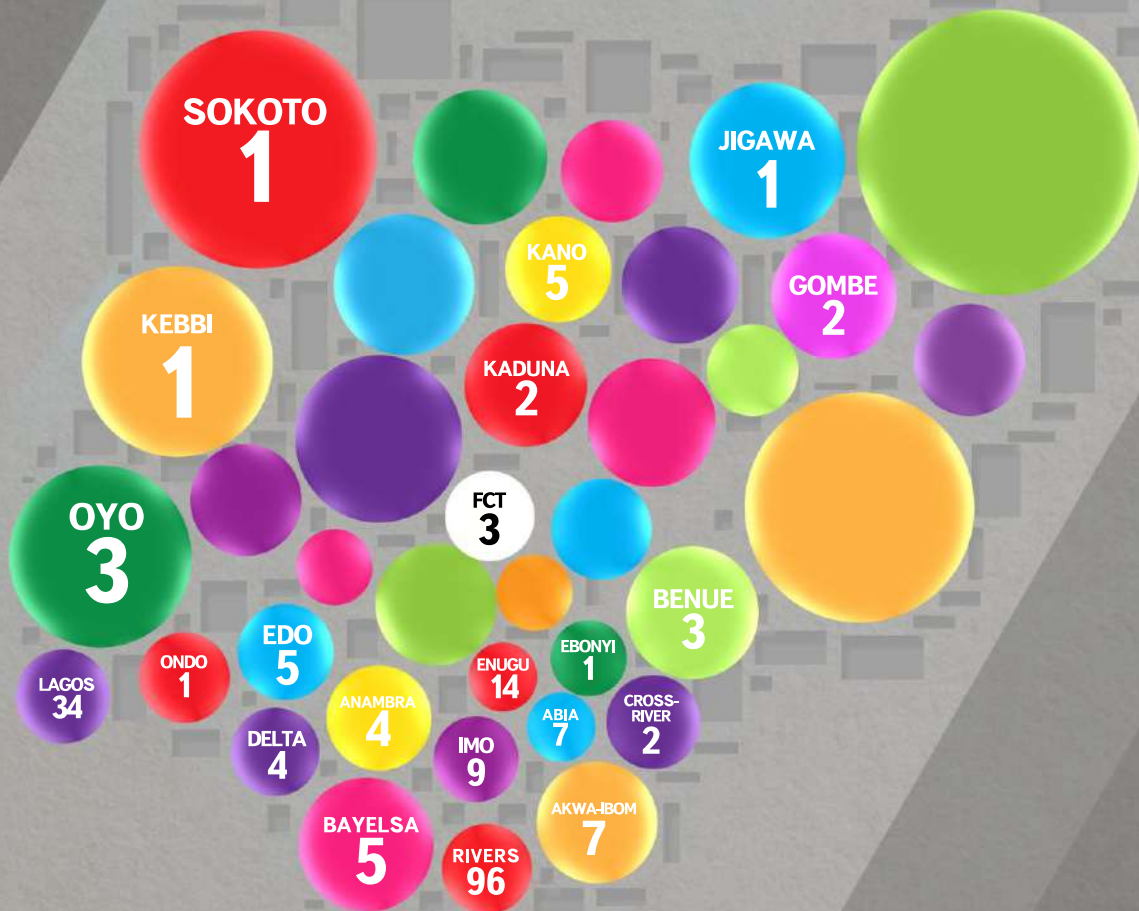 SOKOTO
1
JIGAWA
1
KANO
5
GOMBE
2
KEBBI
1
KADUNA
2
FCT
3
OYO
3
BENUE
3
EDO
5
EBONYI
1
ONDO
1
ENUGU
14
LAGOS
34
ANAMBRA
4
ABIA
7
CROSS-
RIVER
2
DELTA
4
IMO
9
AKWA-IBOM
7
BAYELSA
5
RIVERS
96